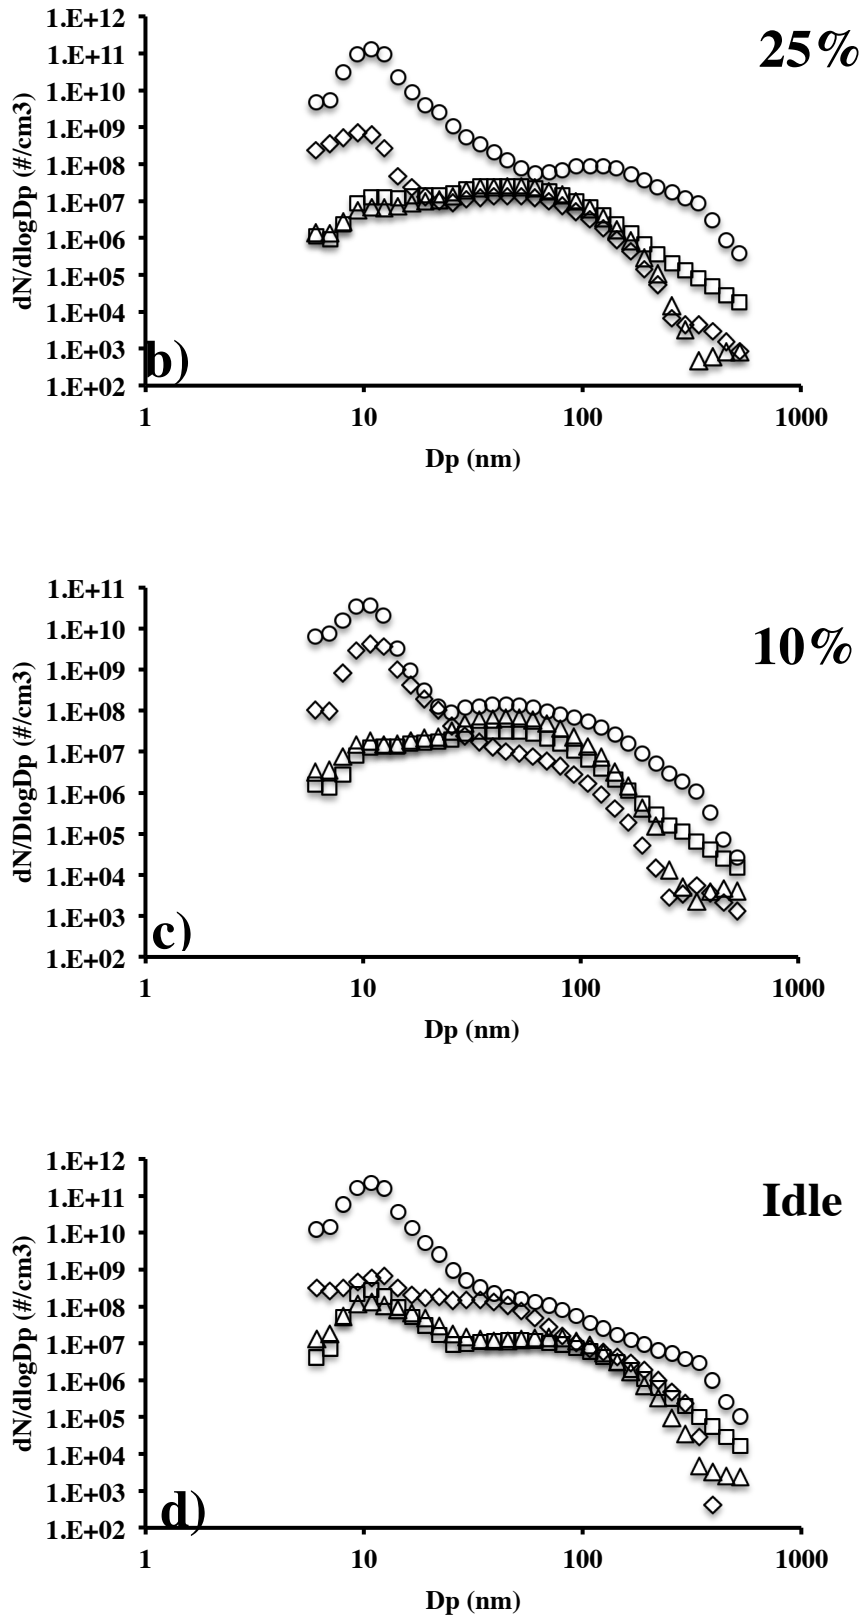 25%
dN/dlogDp (#/cm3)
1.E+12
1.E+11
1.E+10
1.E+09
1.E+08
1.E+07
1.E+06
1.E+05
1.E+04
1.E+03
1.E+02
b)
1 10 100 1000
Dp (nm)
10%
dN/DlogDp (#/cm3)
1.E+11
1.E+10
1.E+09
1.E+08
1.E+07
1.E+06
1.E+05
1.E+04
1.E+03
1.E+02
c)
1 10 100 1000
Dp (nm)
Idle
dN/dlogDp (#/cm3)
1.E+12
1.E+11
1.E+10
1.E+09
1.E+08
1.E+07
1.E+06
1.E+05
1.E+04
1.E+03
1.E+02
d)
1 10 100 1000
Dp (nm)